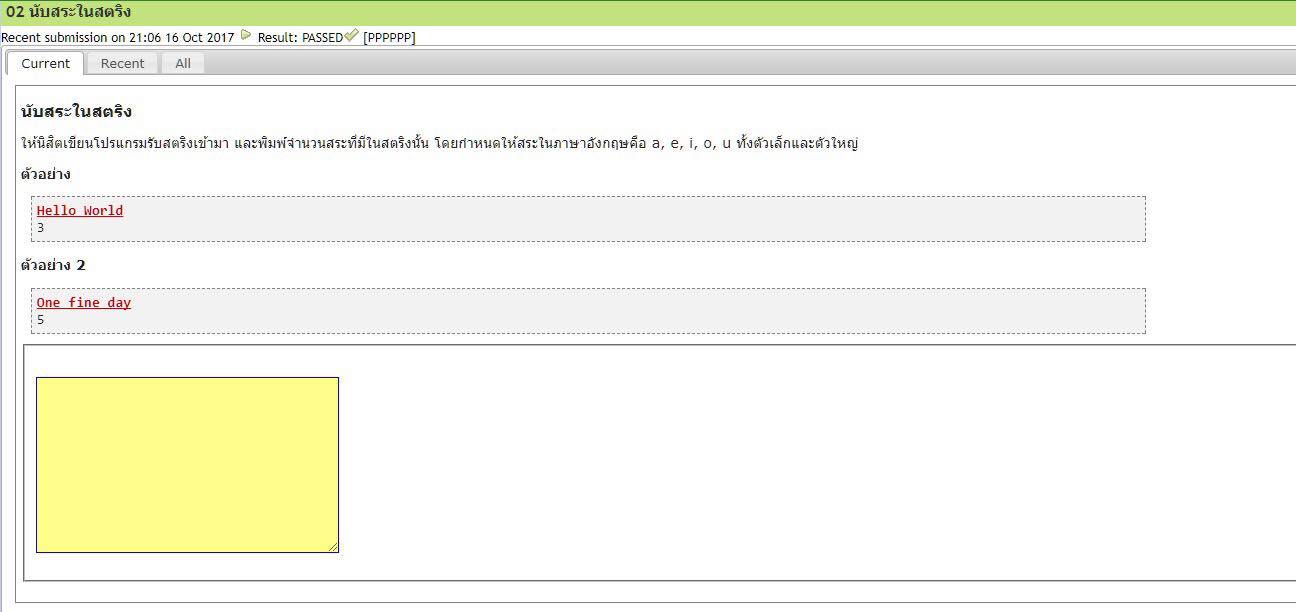 02 นับสระในสตริง
Recent submission on 21:06 16 Oct 2017 Result: PASSED [PPPPPP]
Current Recent All
นับสระในสตริง
ให้นิสิตเขียนโปรแกรมรับสตริงเข้ามา และพิมพ์จำนวนสระที่มีในสตริงนั้น โดยกำหนดให้สระในภาษาอังกฤษคือ a, e, i, o, u ทั้งตัวเล็กและตัวใหญ่
ตัวอย่าง
Hello World
3
ตัวอย่าง 2
One fine day
5